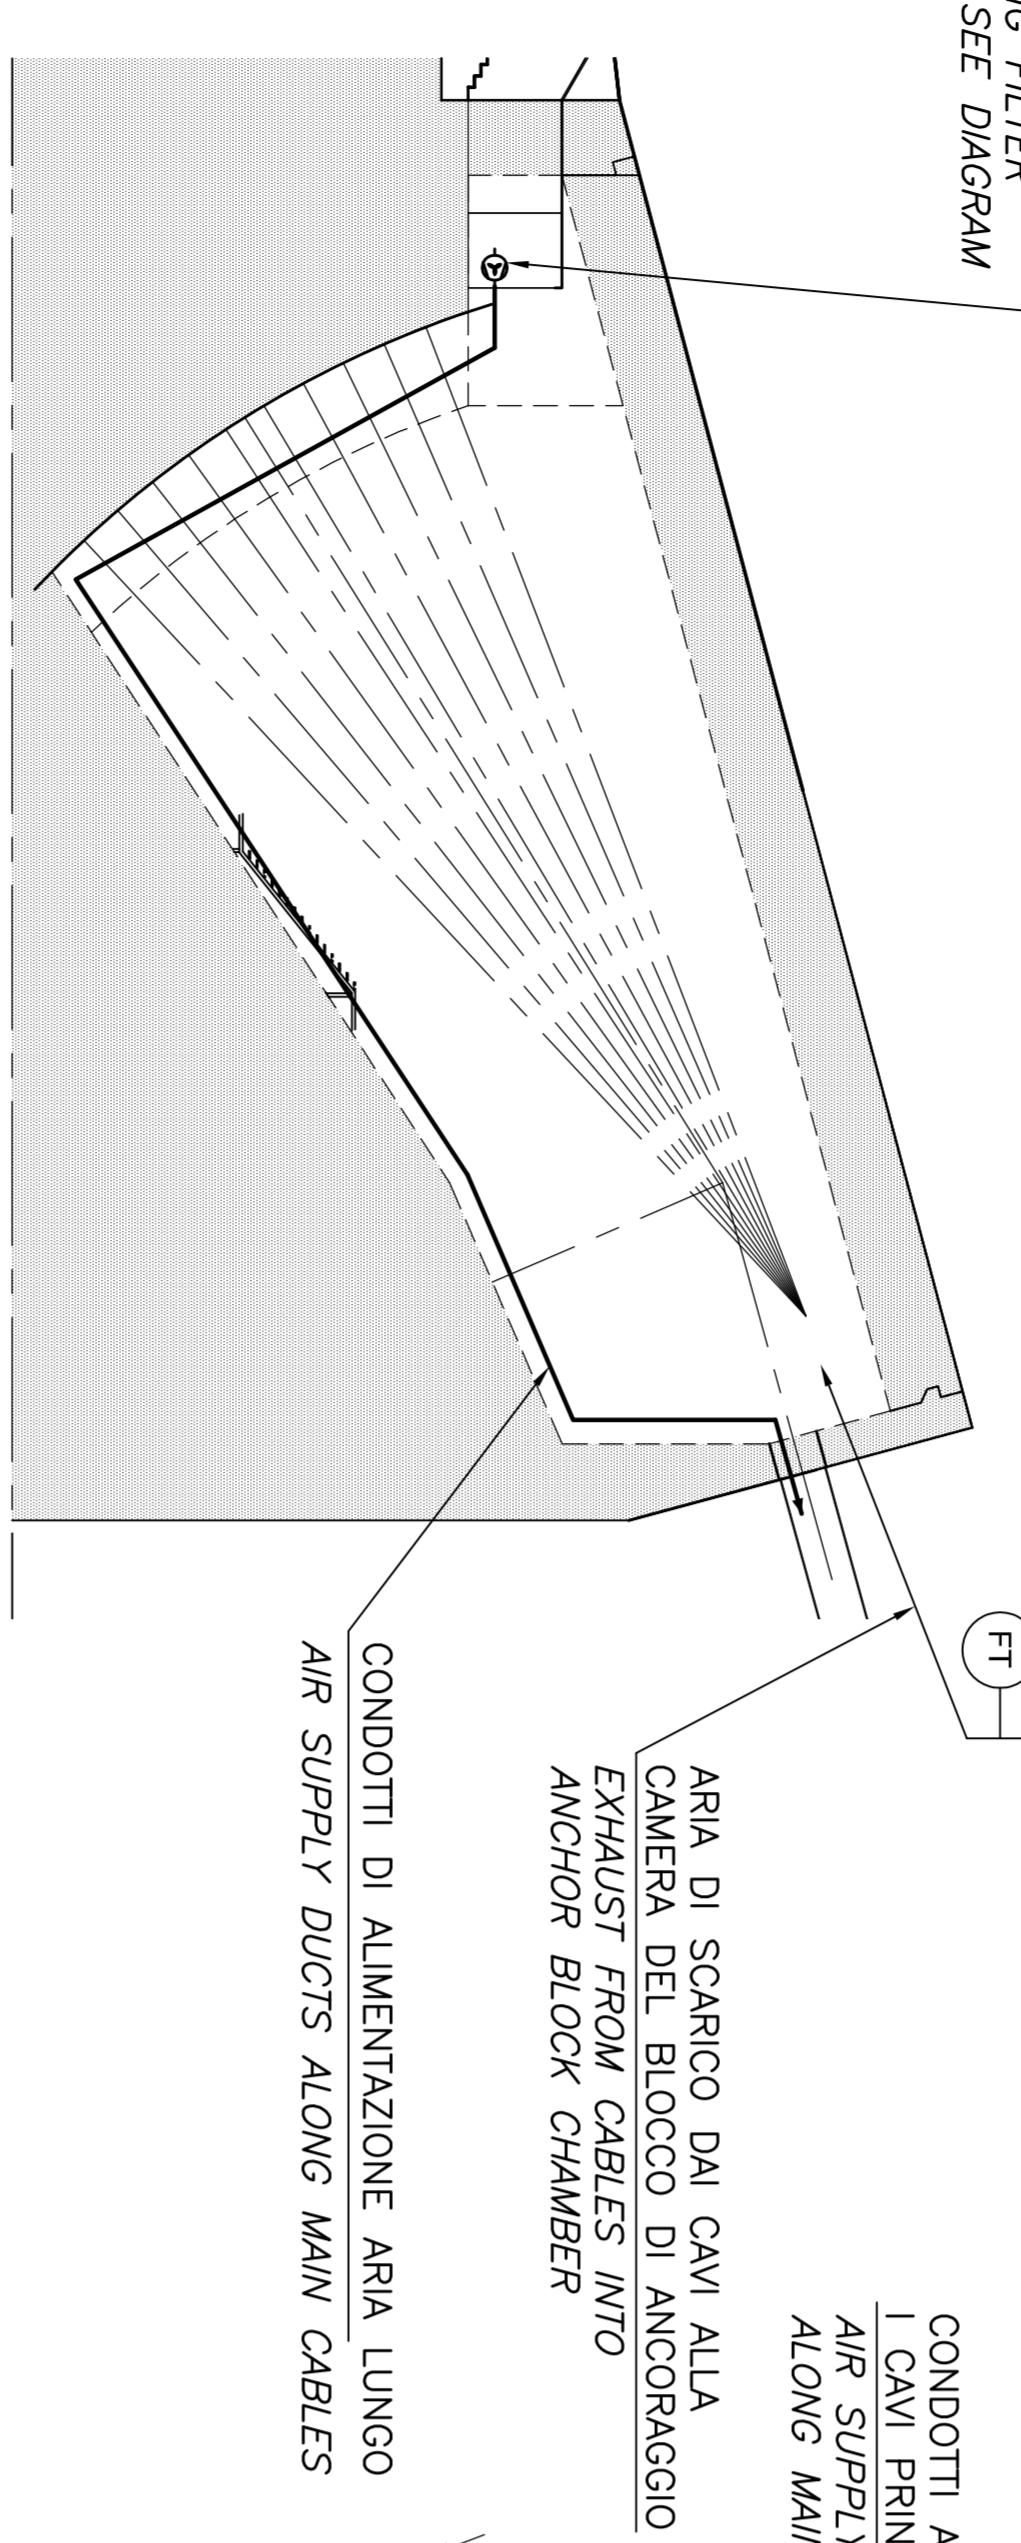 NG FILTER
SEE DIAGRAM
FT
CONDOTTI A
I CAVI PRIN
AIR SUPPLY
ALONG MAI
ARIA DI SCARICO DAI CAVI ALLA
CAMERA DEL BLOCCO DI ANCORAGGIO
EXHAUST FROM CABLES INTO
ANCHOR BLOCK CHAMBER
CONDOTTI DI ALIMENTAZIONE ARIA LUNGO
AIR SUPPLY DUCTS ALONG MAIN CABLES